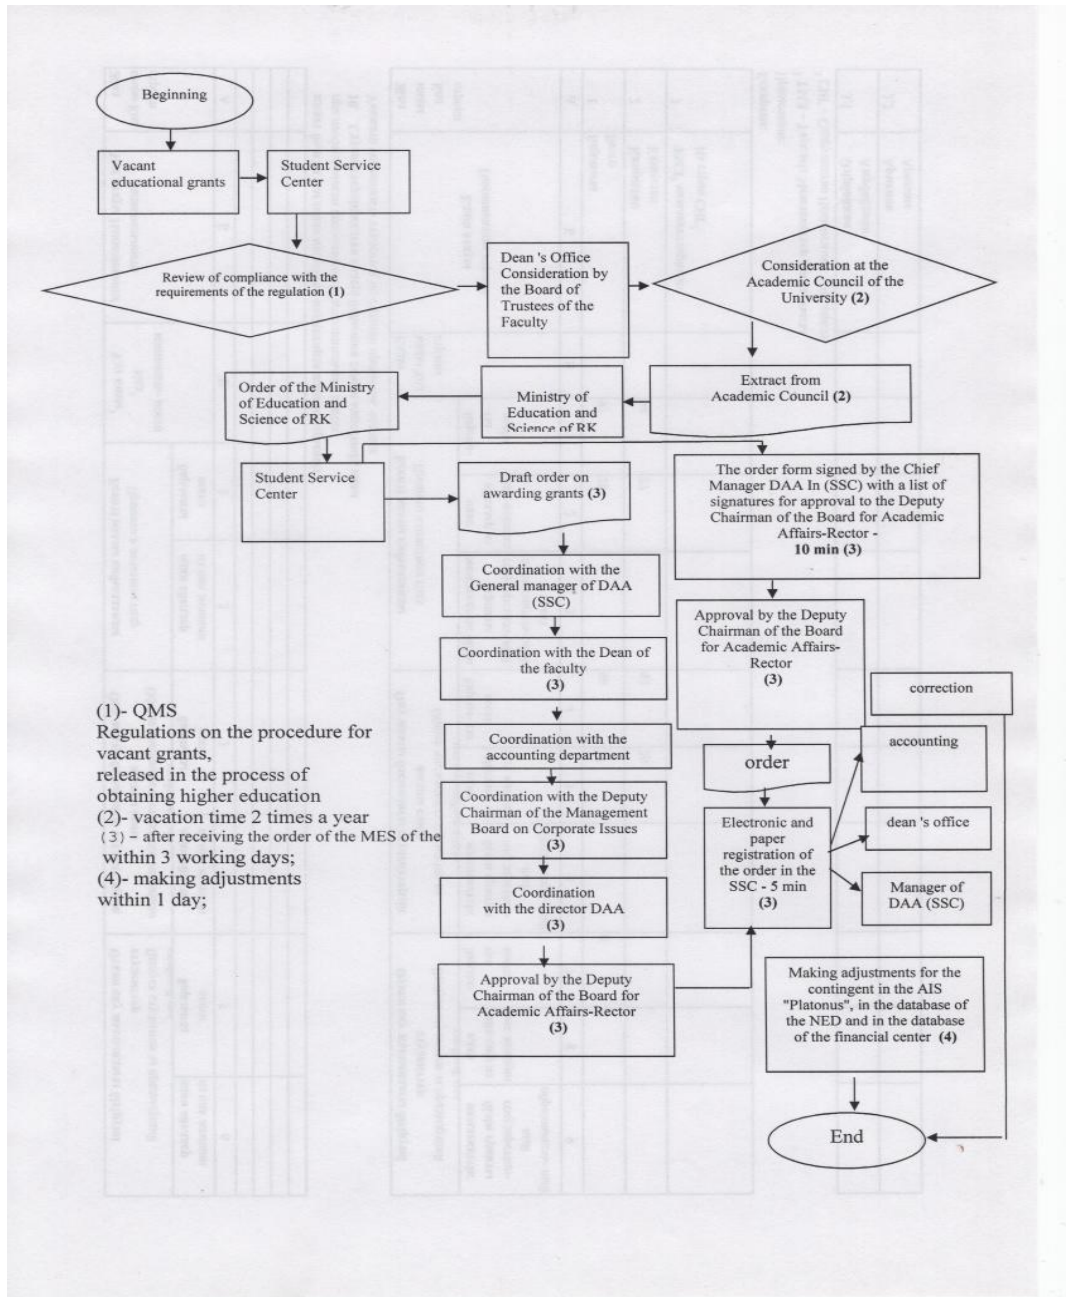 Beginning
Vacant
educational grants
Student Service
Center
Review of compliance with the
requirements of the regulation (1)
Dean 's Office
Consideration by
the Board of
Trustees of the
Faculty
Consideration at the
Academic Council of the
University (2)
Extract from
Academic Council (2)
Ministry of
Education and
Science of RK
Order of the Ministry
of Education and
Science of RK
Student Service
Center
Draft order on
awarding grants (3)
The order form signed by the Chief
Manager DAA In (SSC) with a list of
signatures for approval to the Deputy
Chairman of the Board for Academic
Affairs-Rector -
10 min (3)
Coordination with the
General manager of DAA
(SSC)
Coordination with the Dean of
the faculty
(3)
Coordination with the
accounting department
Coordination with the Deputy
Chairman of the Management
Board on Corporate Issues
(3)
Coordination
with the director DAA
(3)
Approval by the Deputy
Chairman of the Board for
Academic Affairs-Rector
(3)
Approval by the Deputy
Chairman of the Board
for Academic Affairs-
Rector
(3)
order
Electronic and
paper
registration of
the order in the
SSC - 5 min
(3)
correction
accounting
dean 's office
Manager of
DAA (SSC)
Making adjustments for the
contingent in the AIS
"Platonus", in the database of
the NED and in the database
of the financial center (4)
End
(1)- QMS
Regulations on the procedure for
vacant grants,
released in the process of
obtaining higher education
(2)- vacation time 2 times a year
(3) – after receiving the order of the MES of the
within 3 working days;
(4)- making adjustments
within 1 day;